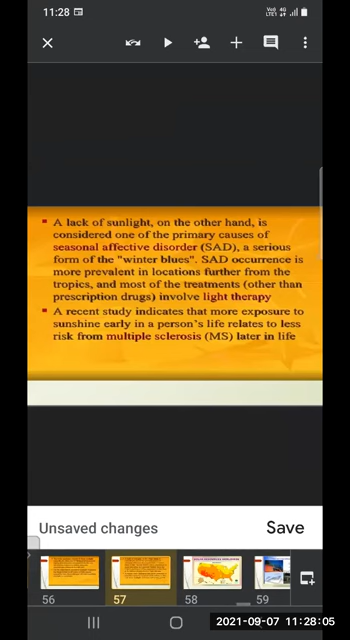 11:28
▪ A lack of sunlight, on the other hand, is
considered one of the primary causes of
seasonal affective disorder (SAD), a serious
form of the "winter blues". SAD occurrence is
more prevalent in locations further from the
tropics, and most of the treatments (other than
prescription drugs) involve light therapy
▪ A recent study indicates that more exposure to
sunshine early in a person's life relates to less
risk from multiple sclerosis (MS) later in life
Unsaved changes
Save
56
57
58
59
2021-09-07 11:28:05